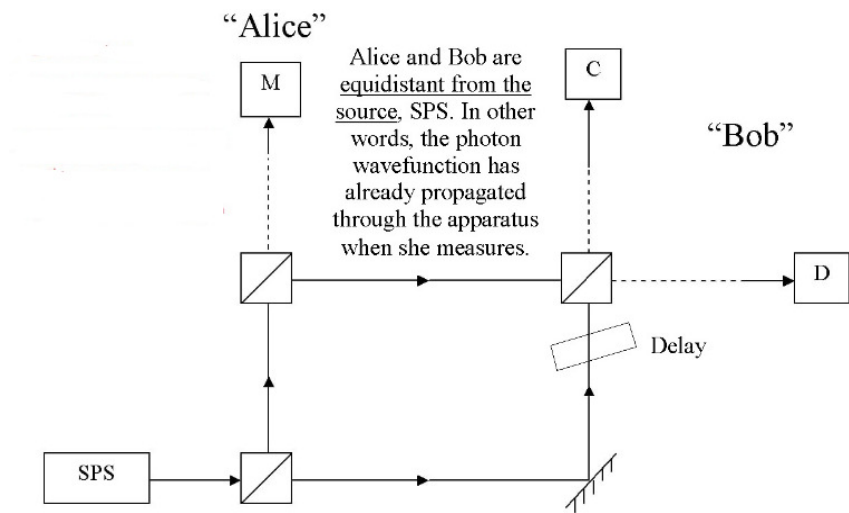 “Alice”
M
Alice and Bob are
equidistant from the
source, SPS. In other
words, the photon
wavefunction has
already propagated
through the apparatus
when she measures.
C
“Bob”
D
Delay
SPS